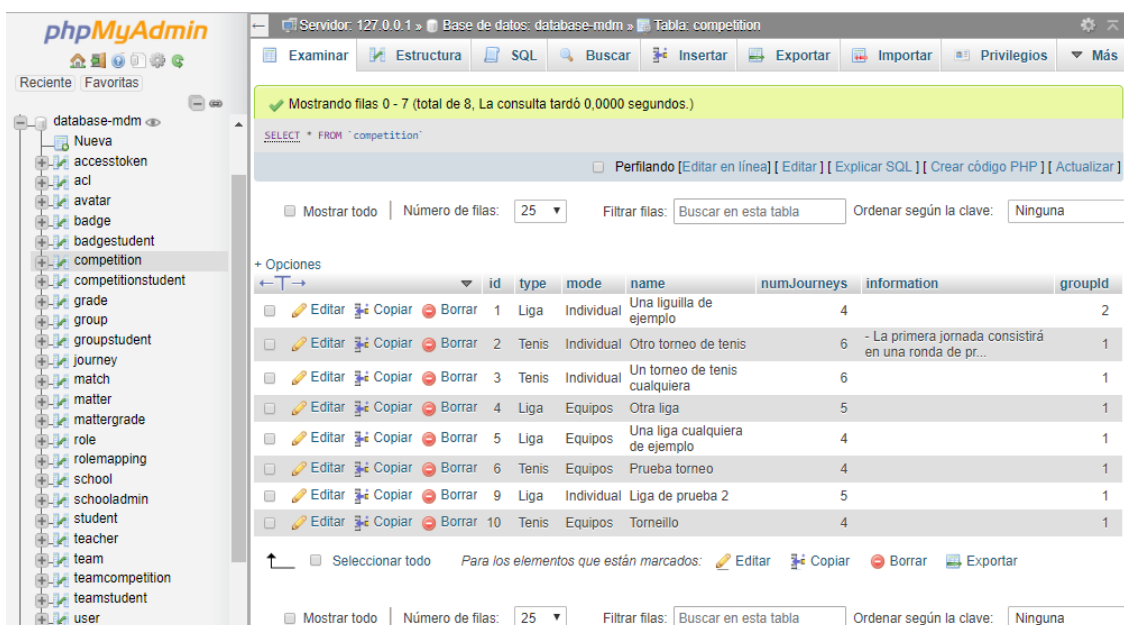 phpMyAdmin
Reciente Favoritas
database-mdm
Nueva
accesstoken
acl
avatar
badge
badgestudent
competition
competitionstudent
grade
group
groupstudent
journey
match
matter
mattergrade
role
rolemapping
school
schooladmin
student
teacher
team
teamcompetition
teamstudent
user
Servidor: 127.0.0.1 » Base de datos: database-mdm » Tabla: competition
Examinar Estructura SQL Buscar Insertar Exportar Importar Privilegios Más
Mostrando filas 0 - 7 (total de 8, La consulta tardó 0,0000 segundos.)
SELECT * FROM `competition`
Perfilando [Editar en línea] [ Editar ] [ Explicar SQL ] [ Crear código PHP ] [ Actualizar ]
Mostrar todo | Número de filas: 25 Filtrar filas: Buscar en esta tabla Ordenar según la clave: Ninguna
+ Opciones
←T→ id type mode name numJourneys information groupId
Editar Copiar Borrar 1 Liga Individual Una liguilla de ejemplo 4 2
Editar Copiar Borrar 2 Tenis Individual Otro torneo de tenis 6 - La primera jornada consistirá en una ronda de pr... 1
Editar Copiar Borrar 3 Tenis Individual Un torneo de tenis cualquiera 6 1
Editar Copiar Borrar 4 Liga Equipos Otra liga 5 1
Editar Copiar Borrar 5 Liga Equipos Una liga cualquiera de ejemplo 4 1
Editar Copiar Borrar 6 Tenis Equipos Prueba torneo 4 1
Editar Copiar Borrar 9 Liga Individual Liga de prueba 2 5 1
Editar Copiar Borrar 10 Tenis Equipos Torneillo 4 1
Seleccionar todo Para los elementos que están marcados: Editar Copiar Borrar Exportar
Mostrar todo | Número de filas: 25 Filtrar filas: Buscar en esta tabla Ordenar según la clave: Ninguna